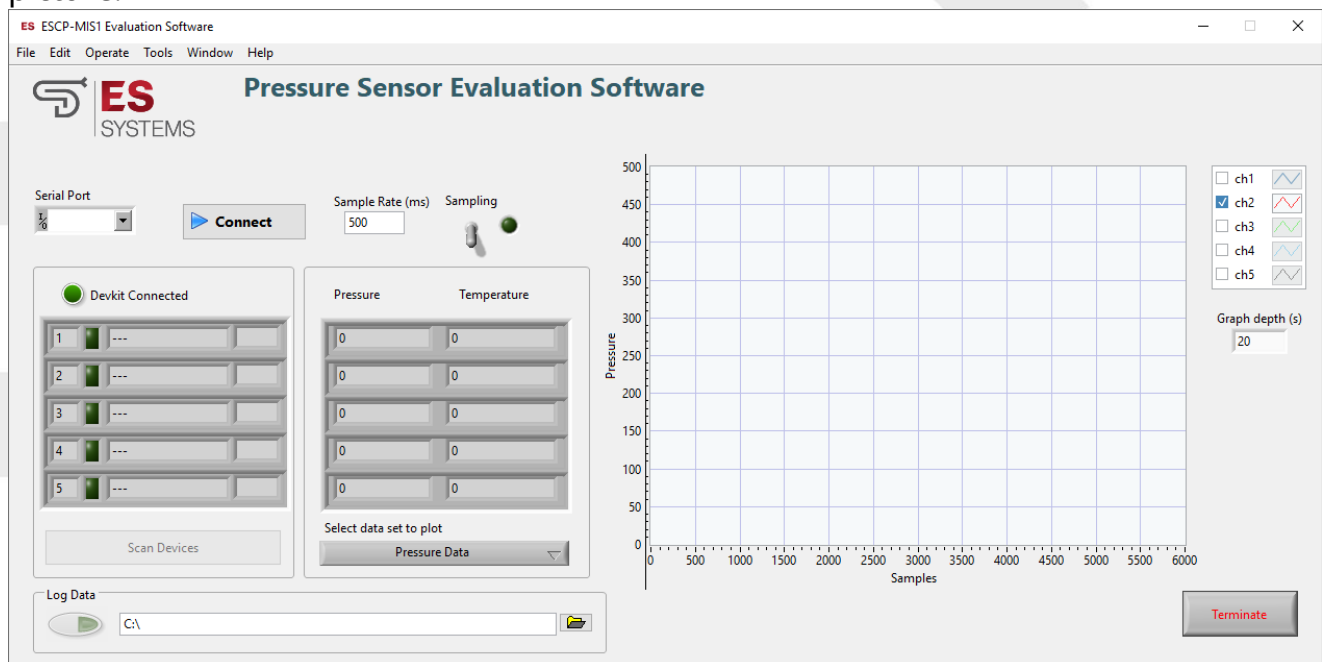 ES ESCP-MIS1 Evaluation Software
File Edit Operate Tools Window Help
ES
SYSTEMS
Pressure Sensor Evaluation Software
Serial Port
Connect
Sample Rate (ms)
500
Sampling
Devkit Connected
1 ---
2 ---
3 ---
4 ---
5 ---
Scan Devices
Pressure Temperature
0 0
0 0
0 0
0 0
0 0
Select data set to plot
Pressure Data
Log Data
C:\
500
450
400
350
300
250
200
150
100
50
0
Pressure
0 500 1000 1500 2000 2500 3000 3500 4000 4500 5000 5500 6000
Samples
ch1
ch2
ch3
ch4
ch5
Graph depth (s)
20
Terminate